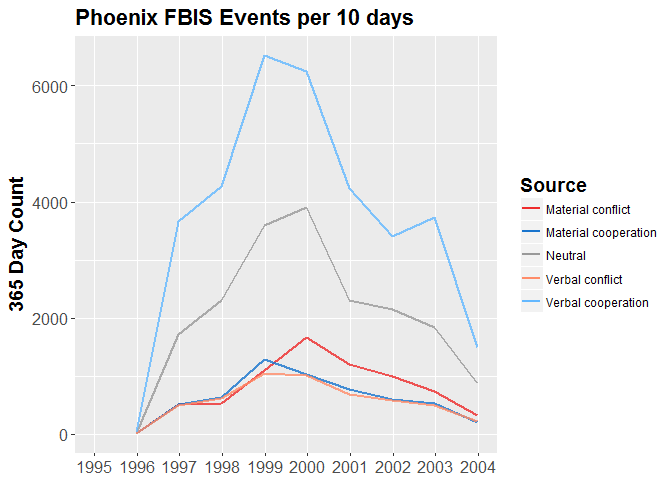 Phoenix FBIS Events per 10 days
365 Day Count
6000
4000
2000
0
1995 1996 1997 1998 1999 2000 2001 2002 2003 2004
Source
Material conflict
Material cooperation
Neutral
Verbal conflict
Verbal cooperation